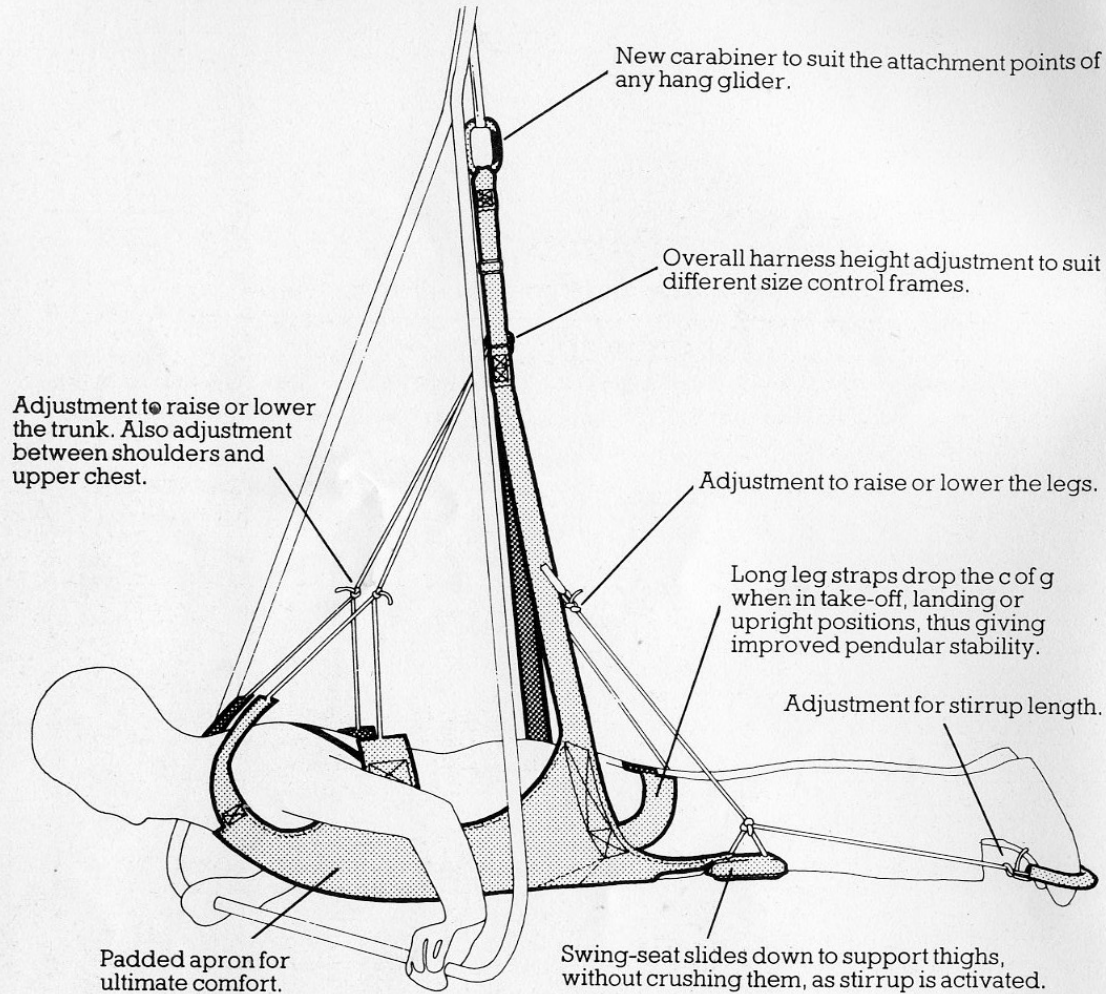 New carabiner to suit the attachment points of
any hang glider.
Overall harness height adjustment to suit
different size control frames.
Adjustment to raise or lower
the trunk. Also adjustment
between shoulders and
upper chest.
Adjustment to raise or lower the legs.
Long leg straps drop the c of g
when in take-off, landing or
upright positions, thus giving
improved pendular stability.
Adjustment for stirrup length.
Padded apron for
ultimate comfort.
Swing-seat slides down to support thighs,
without crushing them, as stirrup is activated.